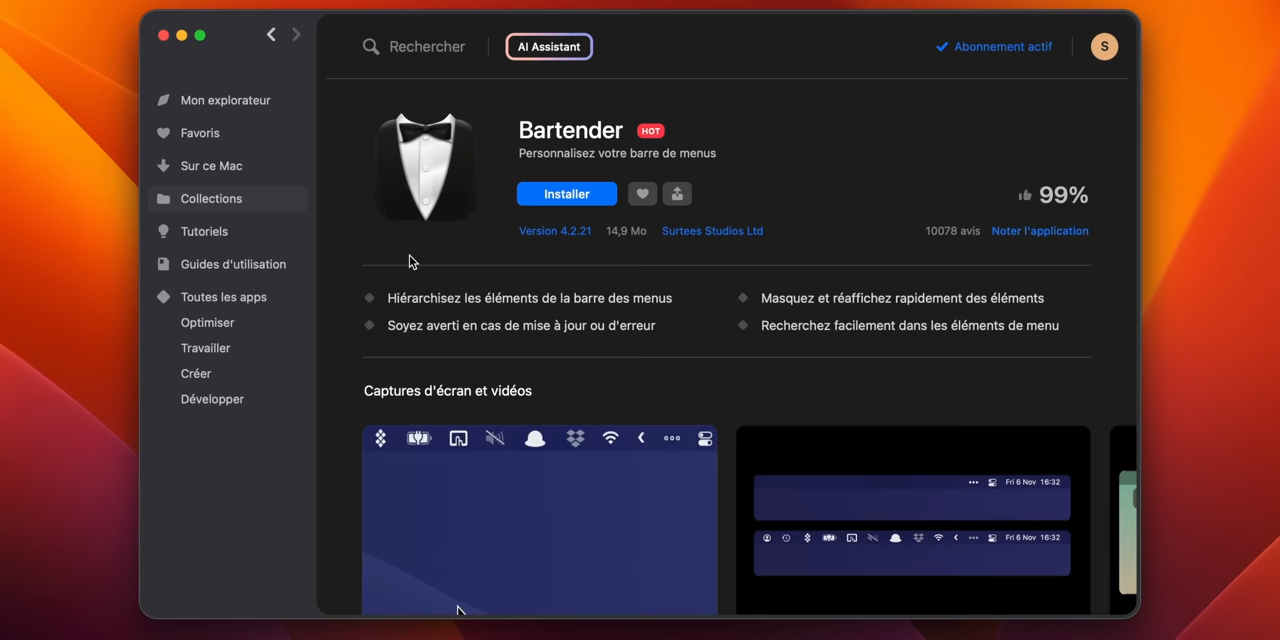 Rechercher
AI Assistant
Abonnement actif
S
Mon explorateur
Favoris
Sur ce Mac
Collections
Tutoriels
Guides d'utilisation
Toutes les apps
Optimiser
Travailler
Créer
Développer
Bartender HOT
Personnalisez votre barre de menus
Installer
99%
Version 4.2.21 14,9 Mo Surtees Studios Ltd
10078 avis Noter l'application
Hiérarchisez les éléments de la barre des menus
Masquez et réaffichez rapidement des éléments
Soyez averti en cas de mise à jour ou d'erreur
Recherchez facilement dans les éléments de menu
Captures d'écran et vidéos
Fri 6 Nov 16:32
Fri 6 Nov 16:32